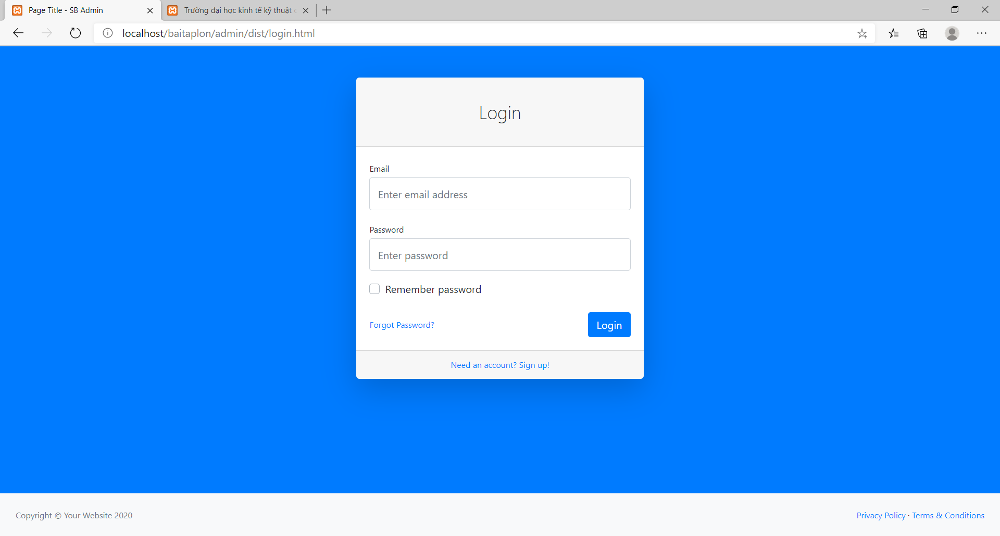 Page Title - SB Admin
Trường đại học kinh tế kỹ thuật
localhost/baitaplon/admin/dist/login.html
Login
Email
Enter email address
Password
Enter password
Remember password
Forgot Password?
Login
Need an account? Sign up!
Copyright © Your Website 2020
Privacy Policy · Terms & Conditions